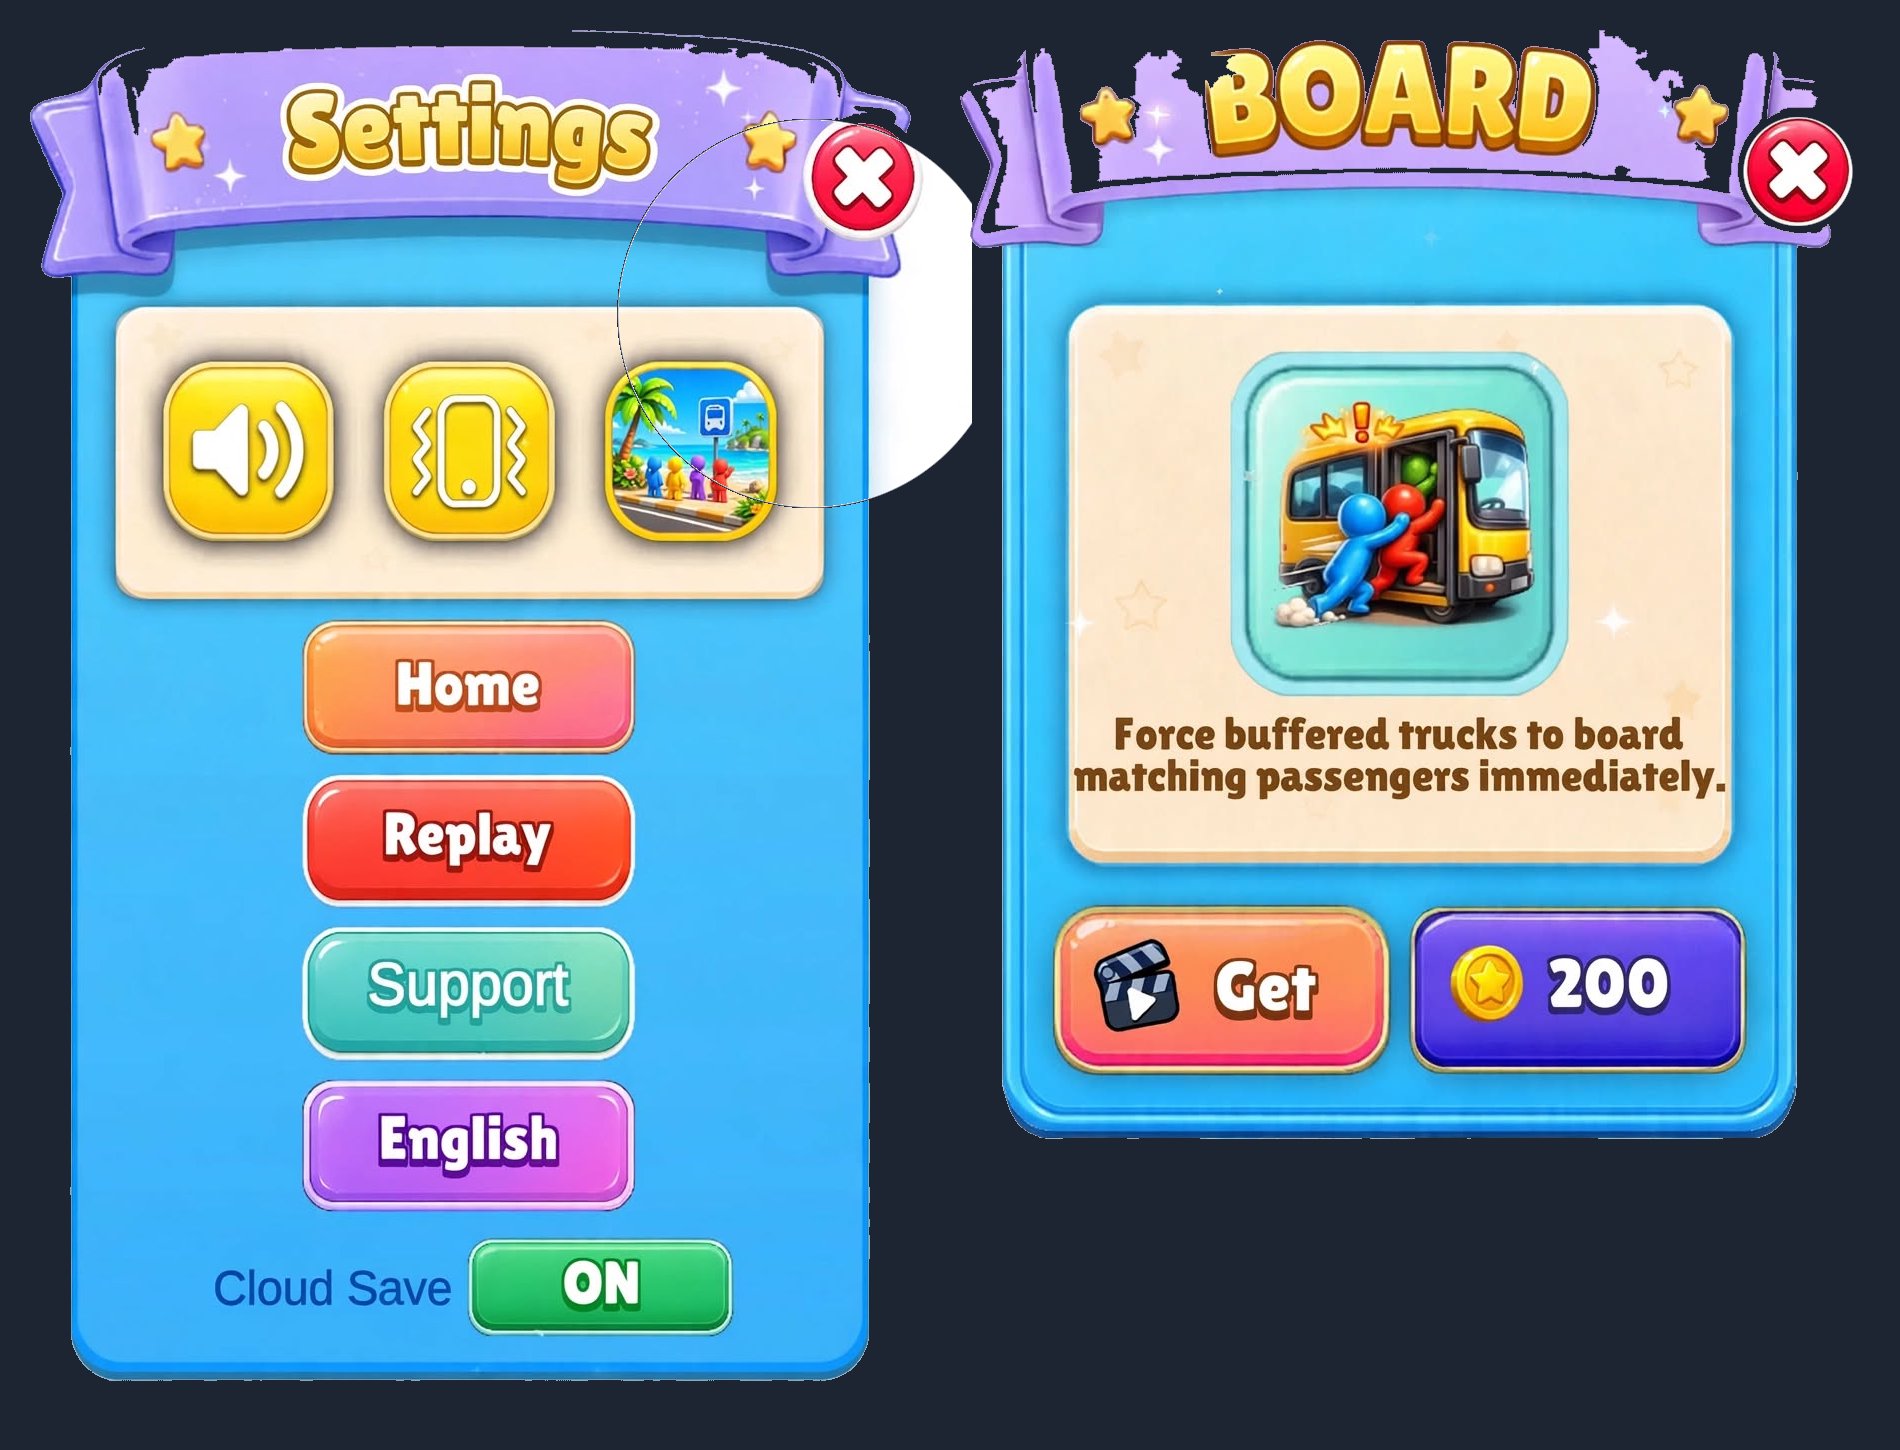 Settings
Home
Replay
Support
English
Cloud Save ON
BOARD
Force buffered trucks to board
matching passengers immediately.
Get
200